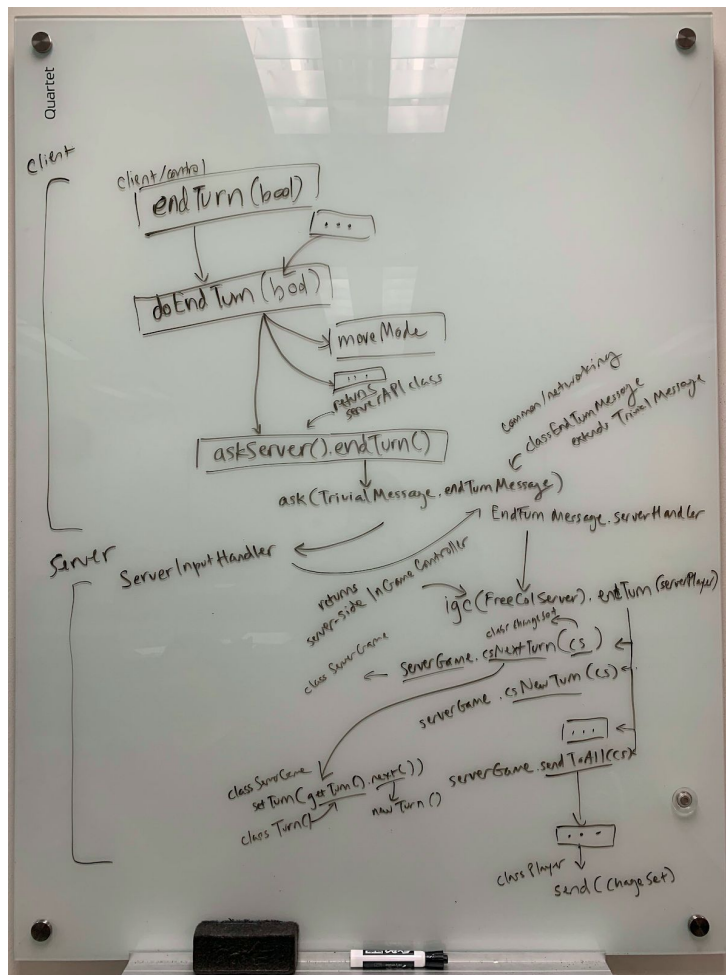 Quartet
client
client/control
endTurn(bool)
...
doEndTurn(bool)
moveMode
...
returns
serverAPI class
askServer().endTurn()
common/networking
class EndTurnMessage
extends TrivialMessage
ask(TrivialMessage.endTurnMessage)
EndTurnMessage.serverHandler
Server
ServerInputHandler
returns
server-side InGameController
igc(FreeColServer).endTurn(serverPlayer)
class ChangeSet
class ServerGame
ServerGame.csNextTurn(cs)
serverGame.csNewTurn(cs)
...
serverGame.sendToAll(cs)
class ServerGame
setTurn(getTurn().next())
class Turn()
newTurn()
...
class Player
send(ChageSet)